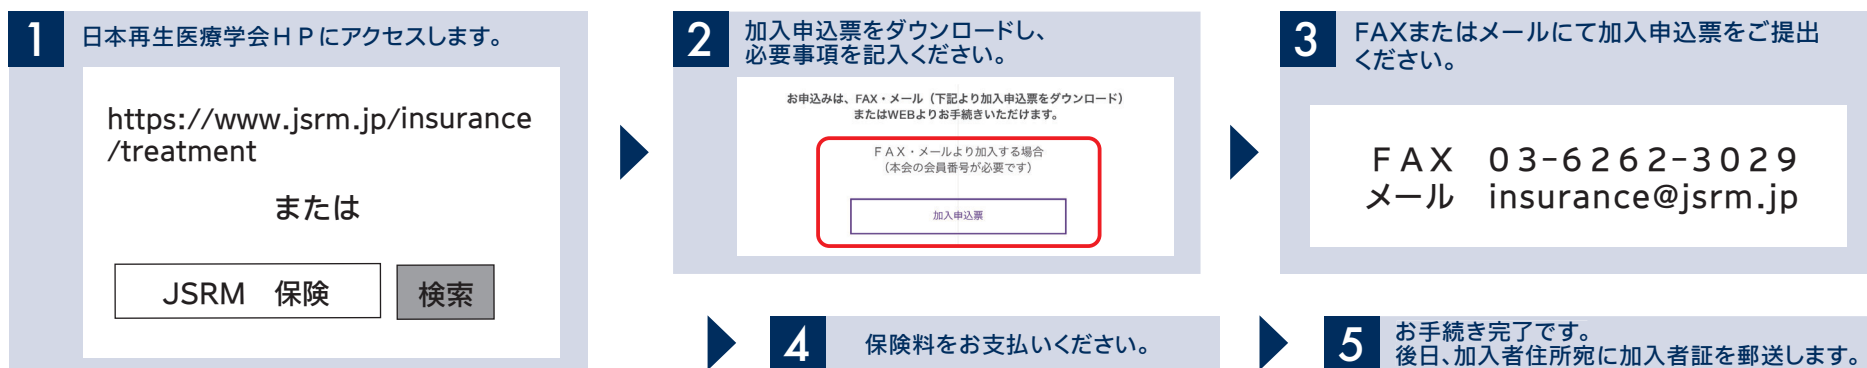 1
日本再生医療学会ＨＰにアクセスします。
https://www.jsrm.jp/insurance
/treatment
または
JSRM　保険
検索
2
加入申込票をダウンロードし、
必要事項を記入ください。
お申込みは、FAX・メール（下記より加入申込票をダウンロード）
またはWEBよりお手続きいただけます。
ＦＡＸ・メールより加入する場合
（本会の会員番号が必要です）
加入申込票
3
FAXまたはメールにて加入申込票をご提出
ください。
ＦＡＸ　０３−６２６２−３０２９
メール　insurance@jsrm.jp
4
保険料をお支払いください。
5
お手続き完了です。
後日、加入者住所宛に加入者証を郵送します。